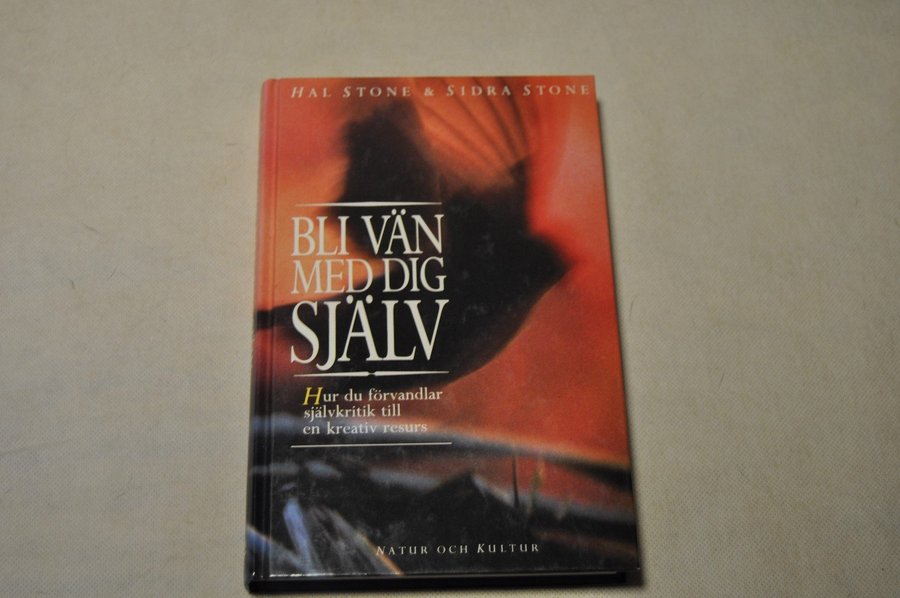 HAL STONE & SIDRA STONE
BLI VÄN
MED DIG
SJÄLV
Hur du förvandlar
självkritik till
en kreativ resurs
NATUR OCH KULTUR